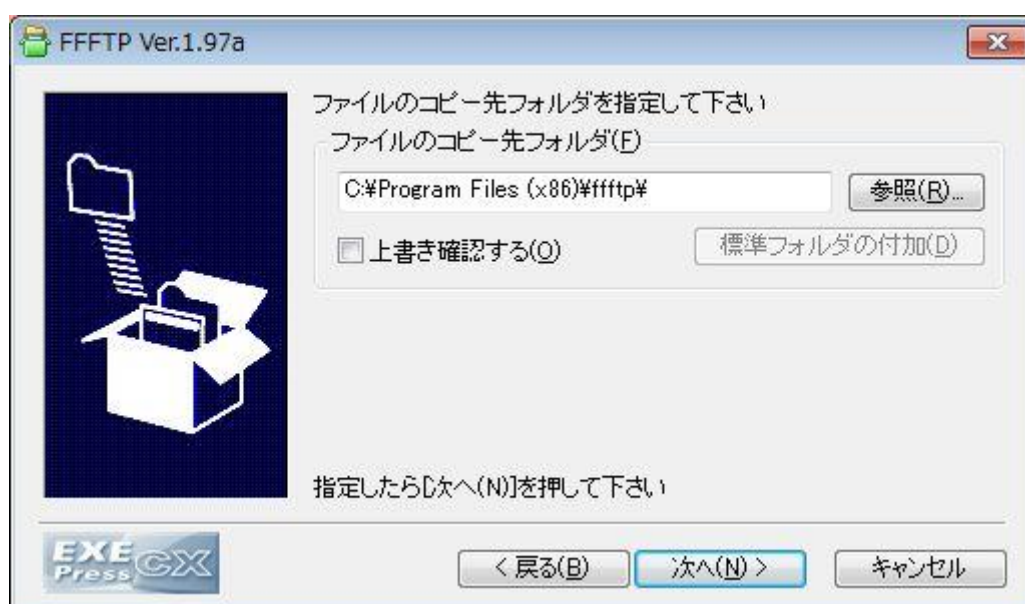 FFFTP Ver.1.97a
ファイルのコピー先フォルダを指定して下さい
ファイルのコピー先フォルダ(F)
C:¥Program Files (x86)¥ffftp¥
参照(R)...
上書き確認する(O)
標準フォルダの付加(D)
指定したら[次へ(N)]を押して下さい
EXE Press CX
< 戻る(B)
次へ(N) >
キャンセル